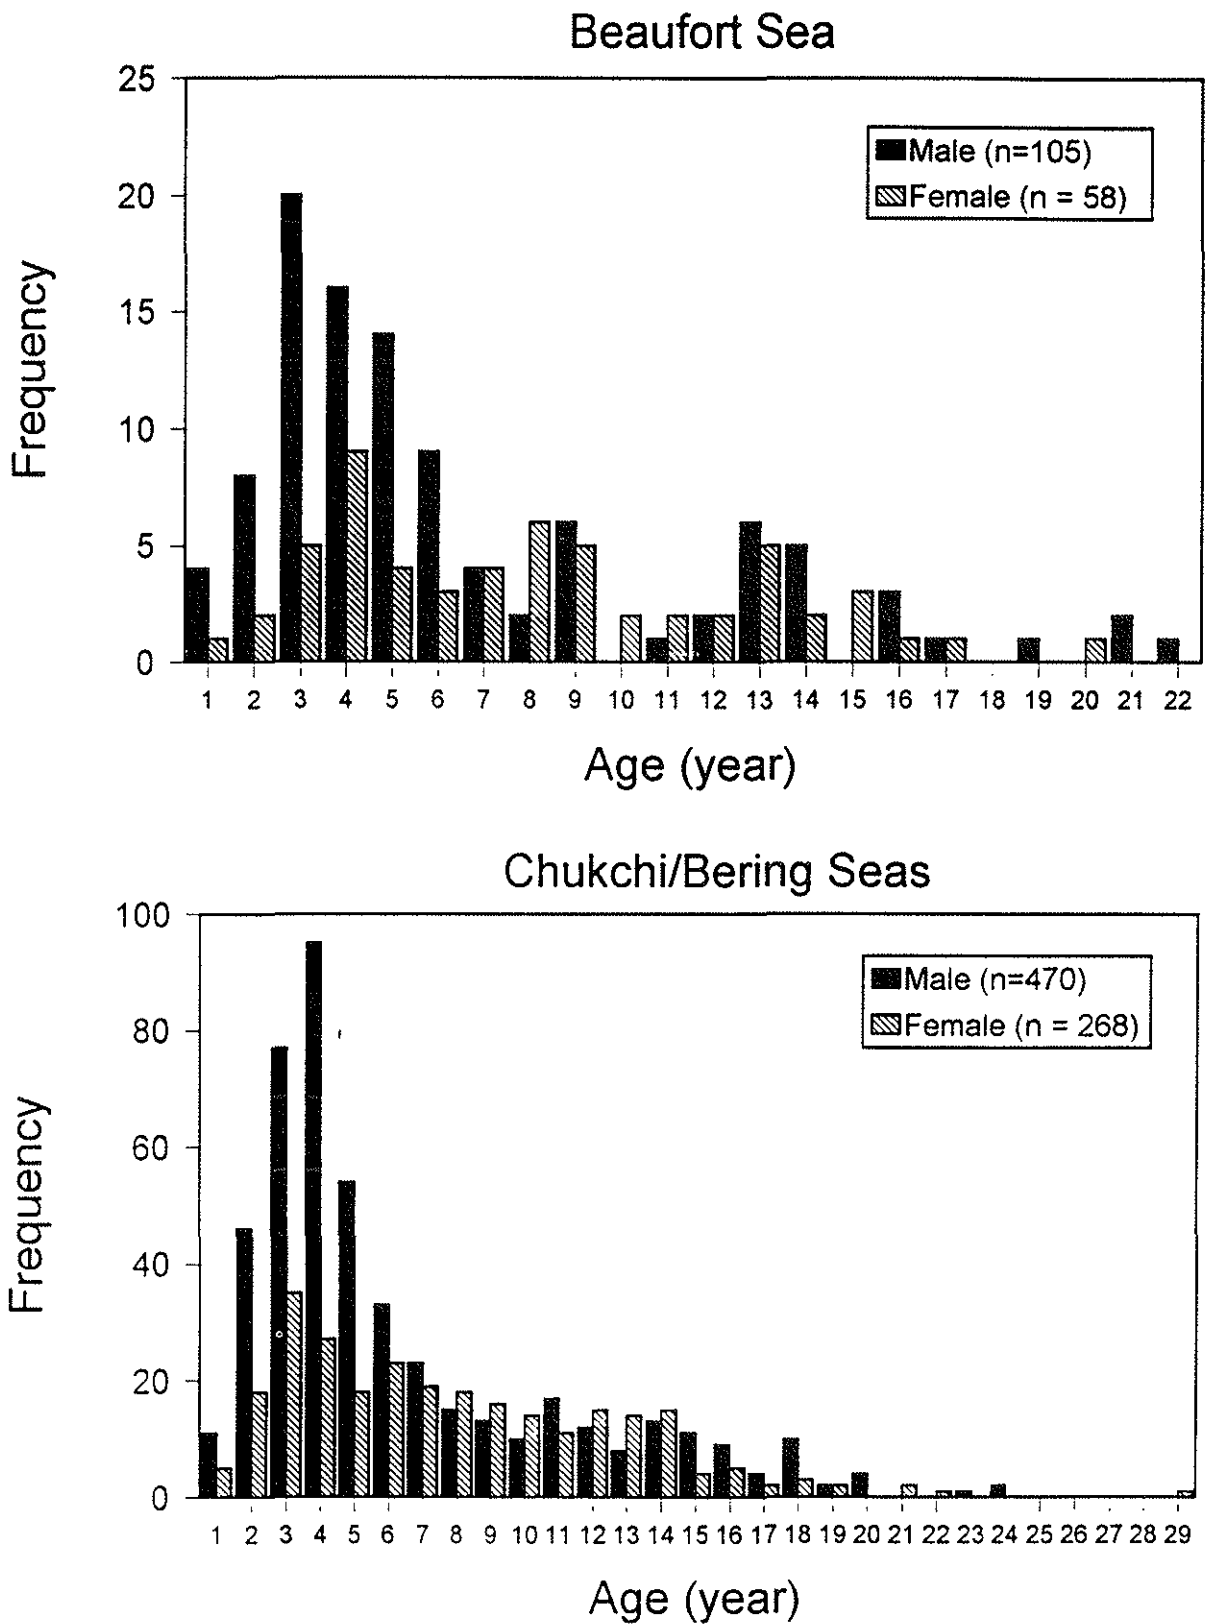 Beaufort Sea
25
20
15
10
5
0
Frequency
Male (n=105)
Female (n = 58)
1 2 3 4 5 6 7 8 9 10 11 12 13 14 15 16 17 18 19 20 21 22
Age (year)
Chukchi/Bering Seas
100
80
60
40
20
0
Frequency
Male (n=470)
Female (n = 268)
1 2 3 4 5 6 7 8 9 10 11 12 13 14 15 16 17 18 19 20 21 22 23 24 25 26 27 28 29
Age (year)